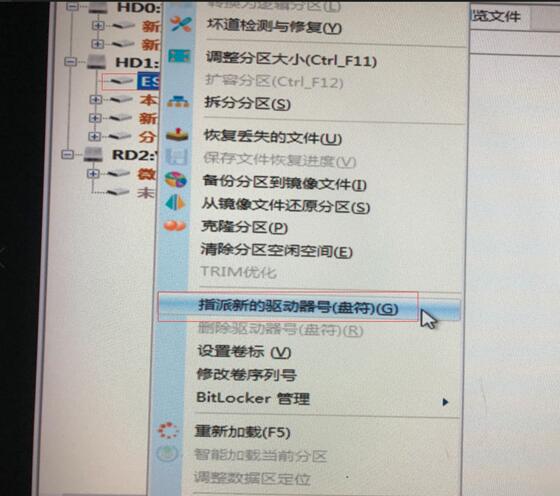 HD0:
新
新
HD1:
ES
本
新
分
RD2:
微
未
转换为逻辑分区(L)
坏道检测与修复(Y)
调整分区大小(Ctrl_F11)
扩容分区(Ctrl_F12)
拆分分区(S)
恢复丢失的文件(U)
保存文件恢复进度(V)
备份分区到镜像文件(I)
从镜像文件还原分区(S)
克隆分区(P)
清除分区空闲空间(E)
TRIM优化
指派新的驱动器号(盘符)(G)
删除驱动器号(盘符)(R)
设置卷标 (V)
修改卷序列号
BitLocker 管理
重新加载(F5)
智能加载当前分区
调整数据区定位
览文件